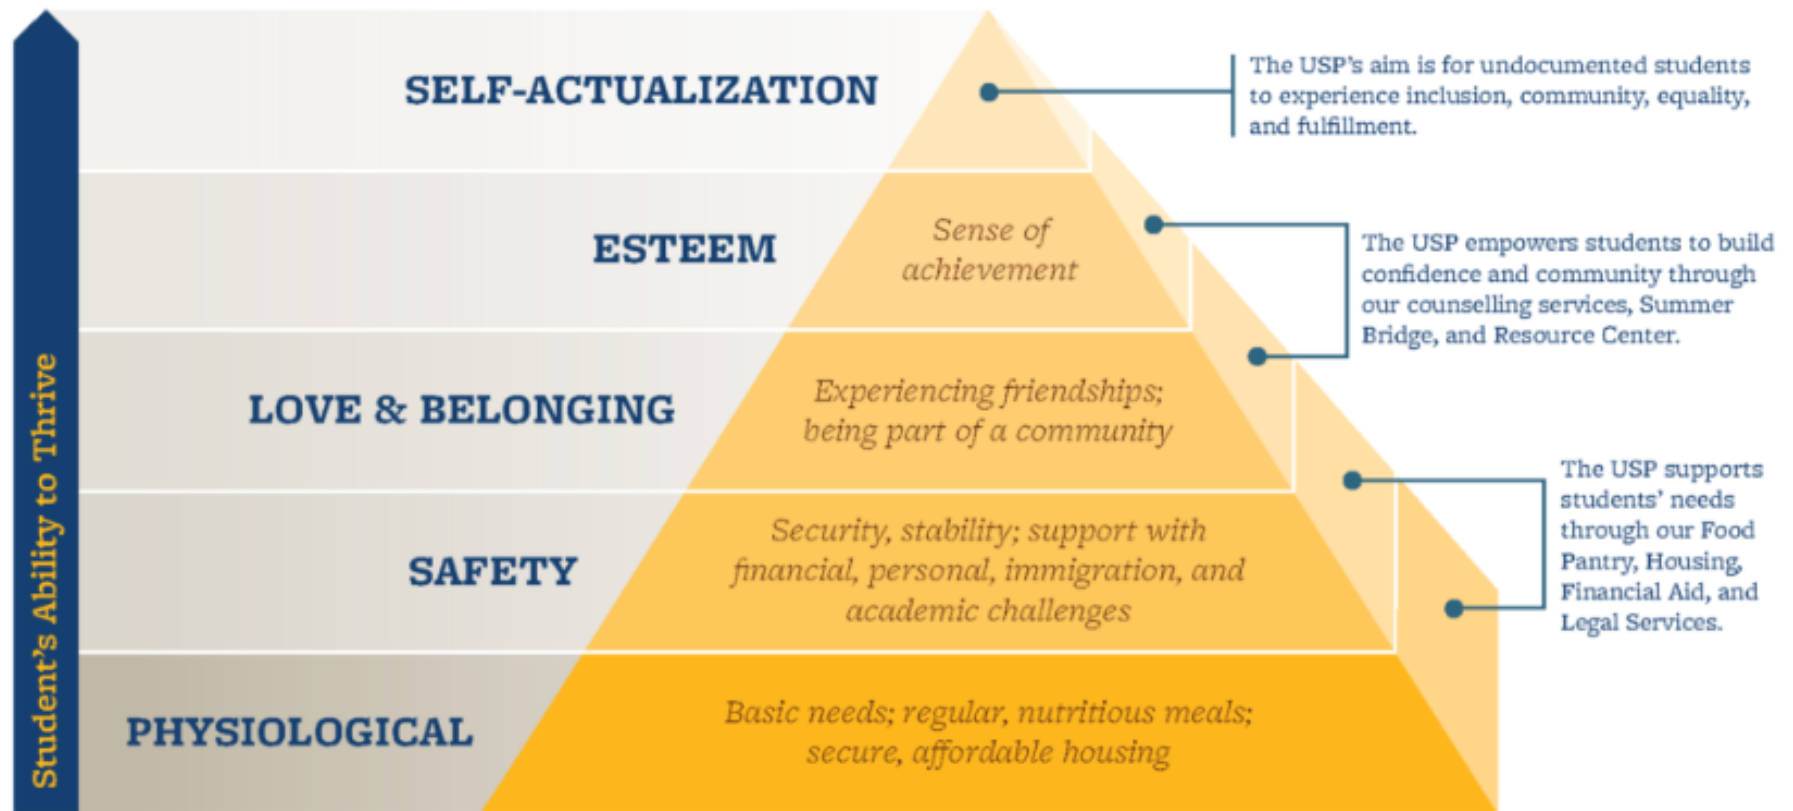 SELF-ACTUALIZATION
The USP's aim is for undocumented students
to experience inclusion, community, equality,
and fulfillment.
ESTEEM
Sense of
achievement
The USP empowers students to build
confidence and community through
our counselling services, Summer
Bridge, and Resource Center.
LOVE & BELONGING
Experiencing friendships;
being part of a community
SAFETY
Security, stability; support with
financial, personal, immigration, and
academic challenges
The USP supports
students' needs
through our Food
Pantry, Housing,
Financial Aid, and
Legal Services.
PHYSIOLOGICAL
Basic needs; regular, nutritious meals;
secure, affordable housing
Student's Ability to Thrive